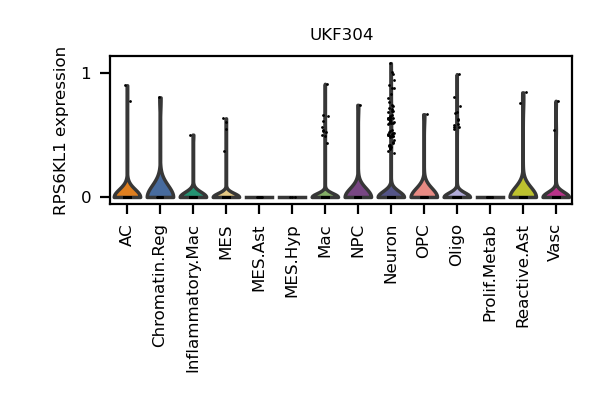 UKF304
RPS6KL1 expression
1
0
AC
Chromatin.Reg
Inflammatory.Mac
MES
MES.Ast
MES.Hyp
Mac
NPC
Neuron
OPC
Oligo
Prolif.Metab
Reactive.Ast
Vasc